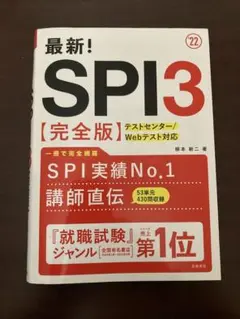 '22
最新!
SPI3
【完全版】
テストセンター/
Webテスト対応
柳本 新二 著
一冊で完全網羅
SPI実績No.1
講師直伝
53単元
430問収録
『就職試験』
ジャンル
売上
第1位